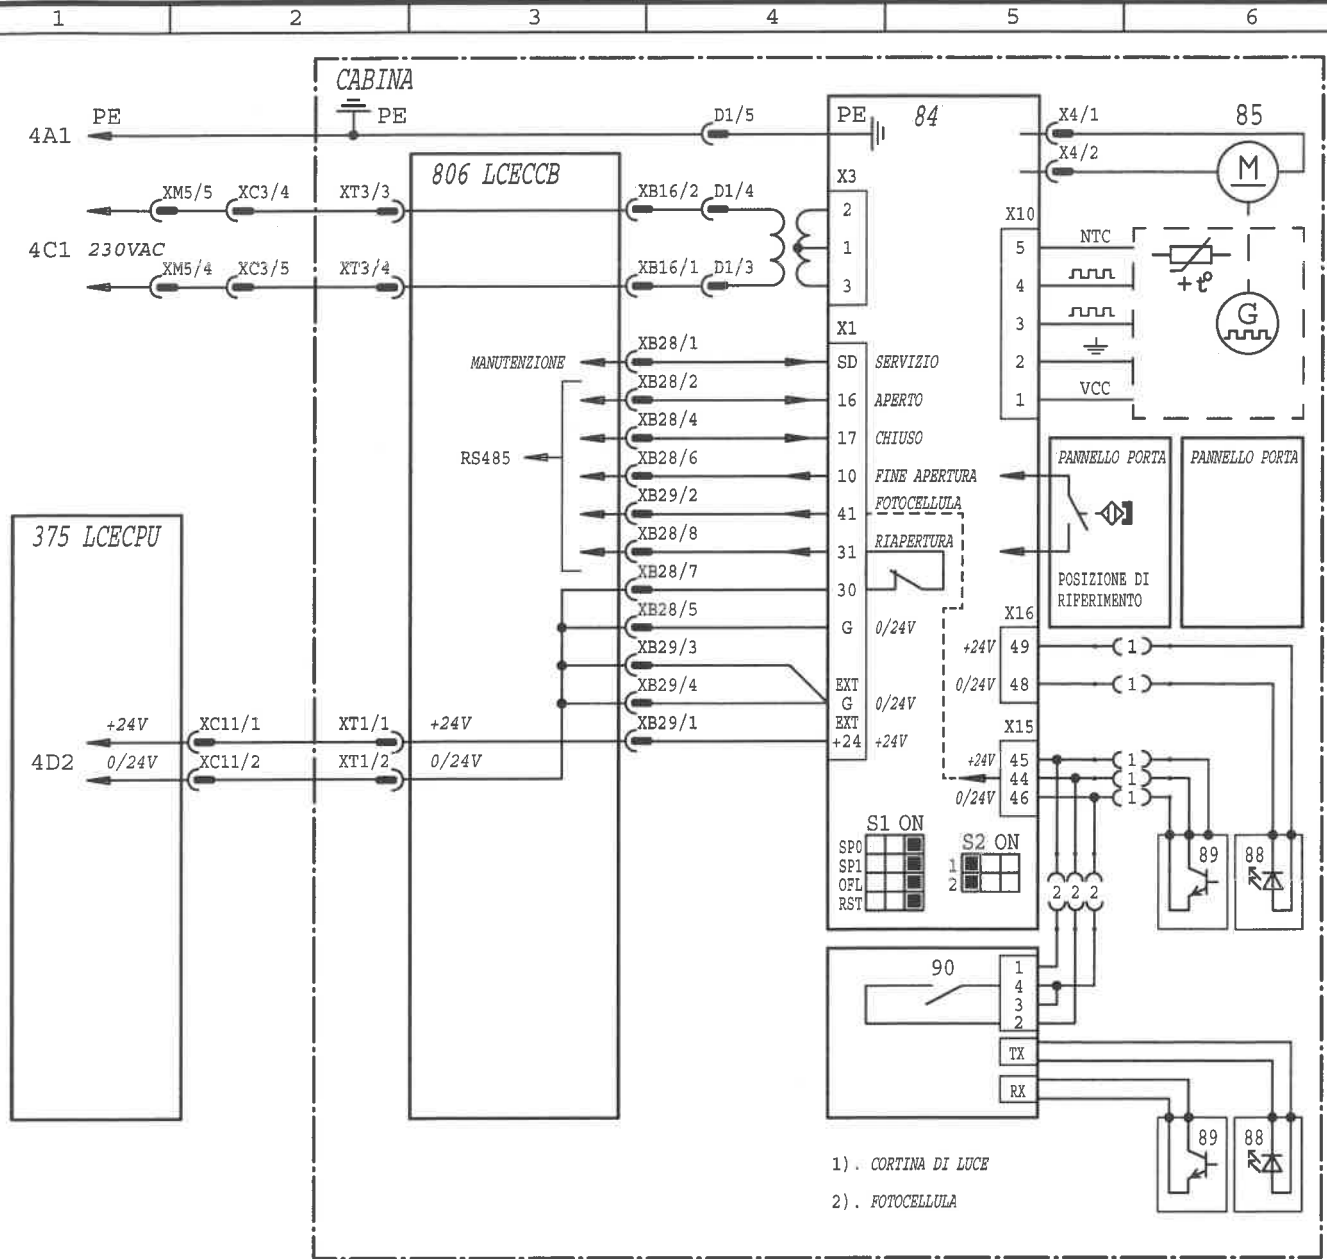 1 2 3 4 5 6
CABINA
4A1 PE
PE
D1/5
PE
84
X4/1
85
X4/2
M
806 LCECCB
XM5/5 XC3/4 XT3/3
XB16/2 D1/4
X3
2
1
3
4C1 230VAC
XM5/4 XC3/5 XT3/4
XB16/1 D1/3
X10
5 NTC
4
3
2
1 VCC
+t°
G
X1
MANUTENZIONE XB28/1 SD SERVIZIO
XB28/2 16 APERTO
XB28/4 17 CHIUSO
RS485
XB28/6 10 FINE APERTURA
XB29/2 41 FOTOCELLULA
XB28/8 31 RIAPERTURA
XB28/7 30
XB28/5 G 0/24V
XB29/3
XB29/4 EXT G 0/24V
XB29/1 EXT +24 +24V
PANNELLO PORTA
PANNELLO PORTA
POSIZIONE DI
RIFERIMENTO
375 LCECPU
+24V XC11/1 XT1/1 +24V
4D2 0/24V XC11/2 XT1/2 0/24V
X16
+24V 49 1
0/24V 48 1
X15
+24V 45 1
44 1
0/24V 46 1
S1 ON
SP0
SP1
OFL
RST
S2 ON
1
2
2 2 2
89
88
90
1
4
3
2
TX
RX
89
88
1). CORTINA DI LUCE
2). FOTOCELLULA